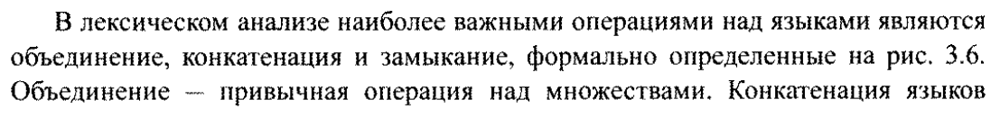 В лексическом анализе наиболее важными операциями над языками являются
объединение, конкатенация и замыкание, формально определенные на рис. 3.6.
Объединение — привычная операция над множествами. Конкатенация языков